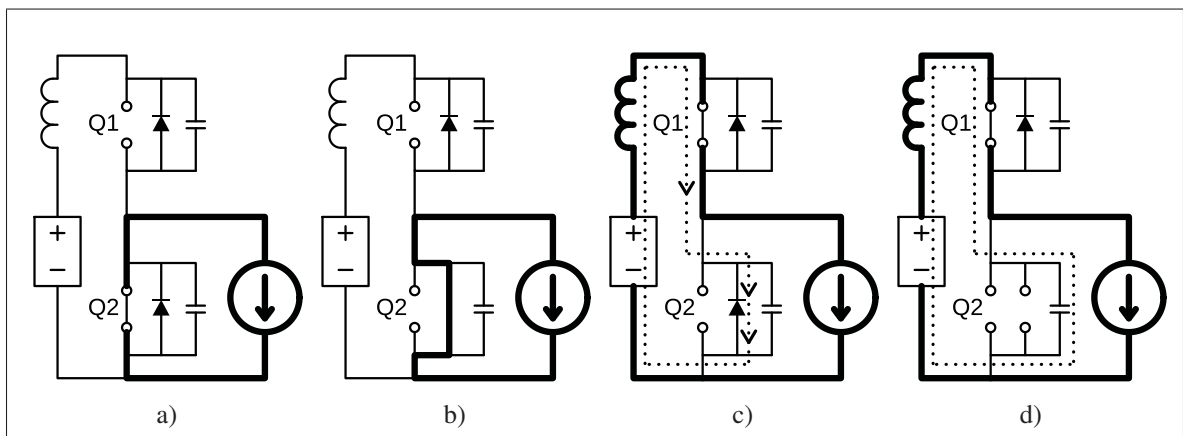 Q1 Q1 Q1 Q1
+ + + +
− − − −
Q2 Q2 Q2 Q2
a) b) c) d)